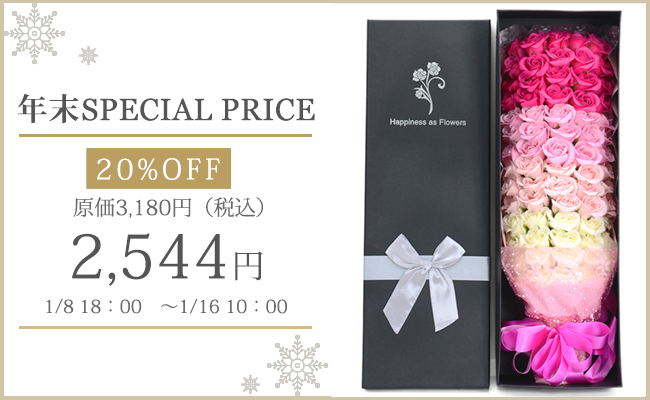 年末SPECIAL PRICE
20%OFF
原価3,180円（税込）
2,544円
1/8 18：00　～1/16 10：00
Happiness as Flowers